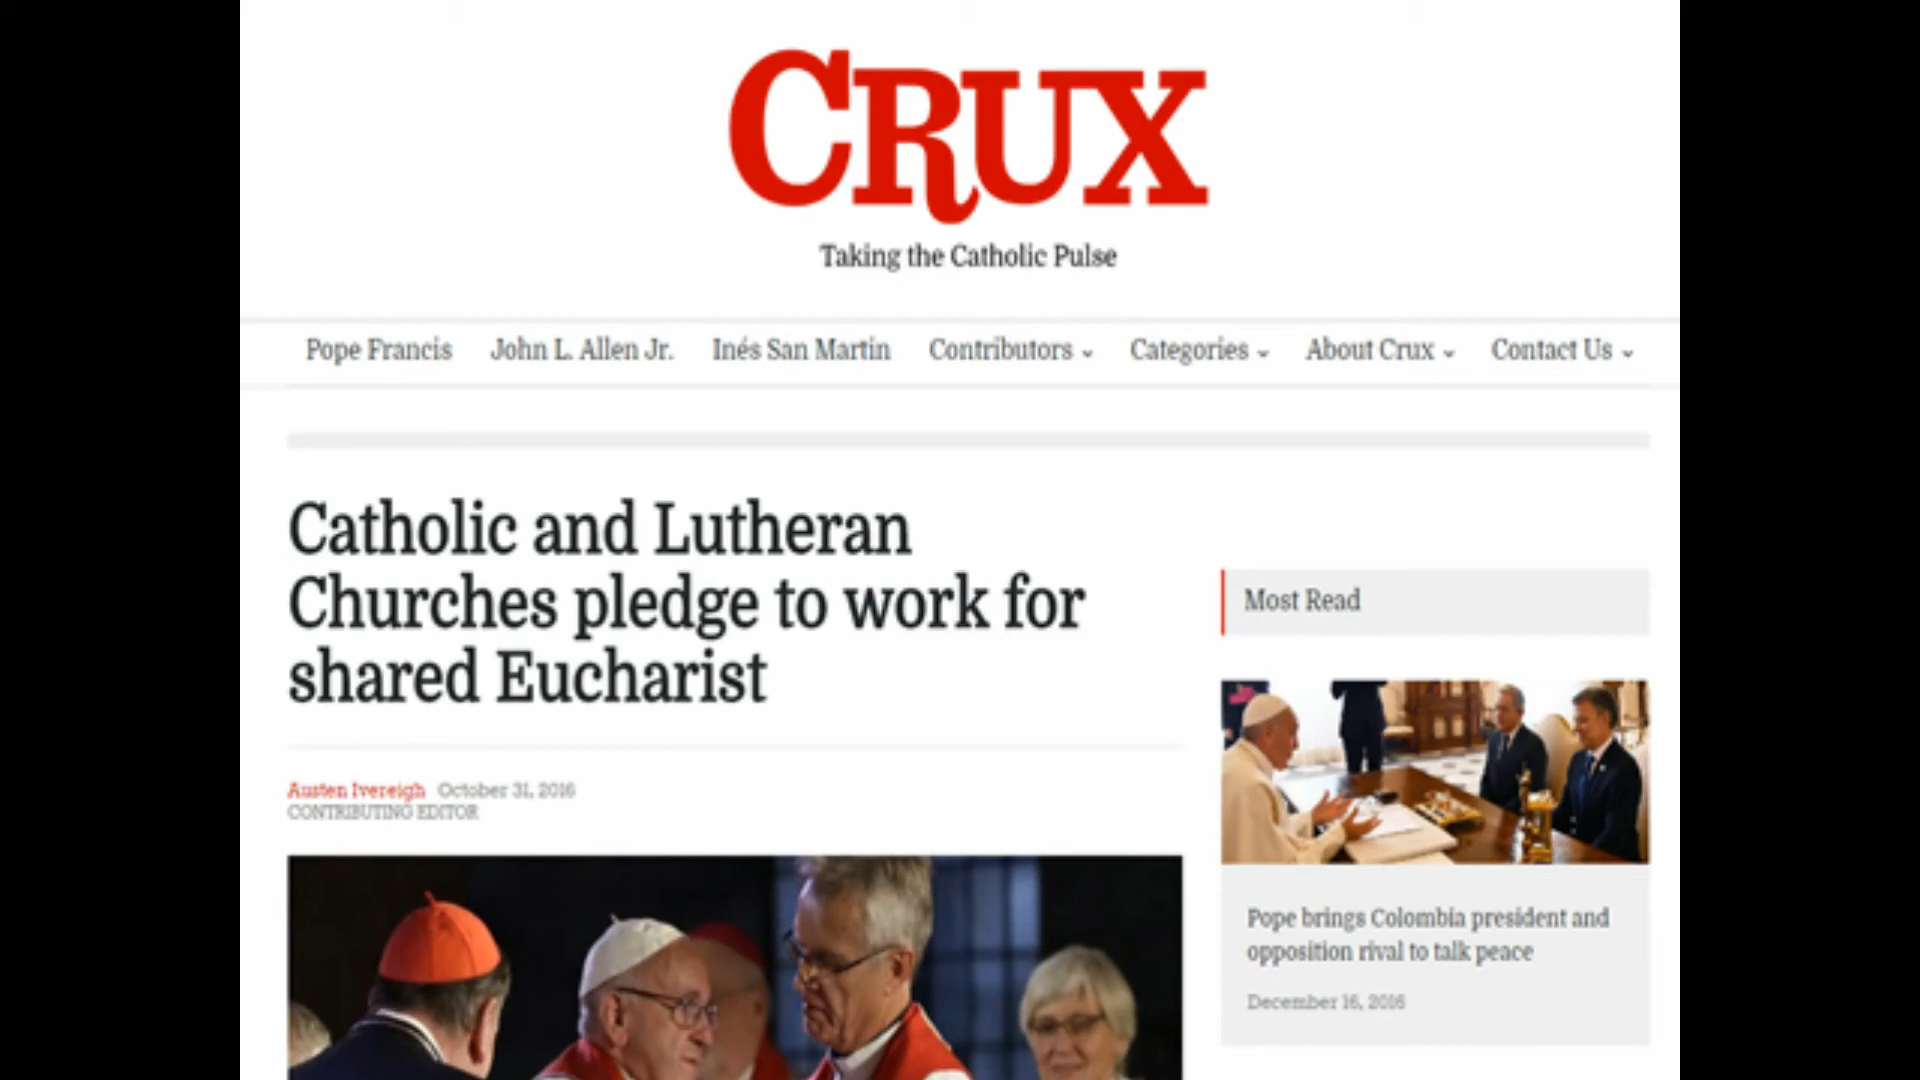 CRUX
Taking the Catholic Pulse
Pope Francis John L. Allen Jr. Inés San Martin Contributors Categories About Crux Contact Us
Catholic and Lutheran
Churches pledge to work for
shared Eucharist
Austen Ivereigh October 31, 2016
CONTRIBUTING EDITOR
Most Read
Pope brings Colombia president and
opposition rival to talk peace
December 16, 2016